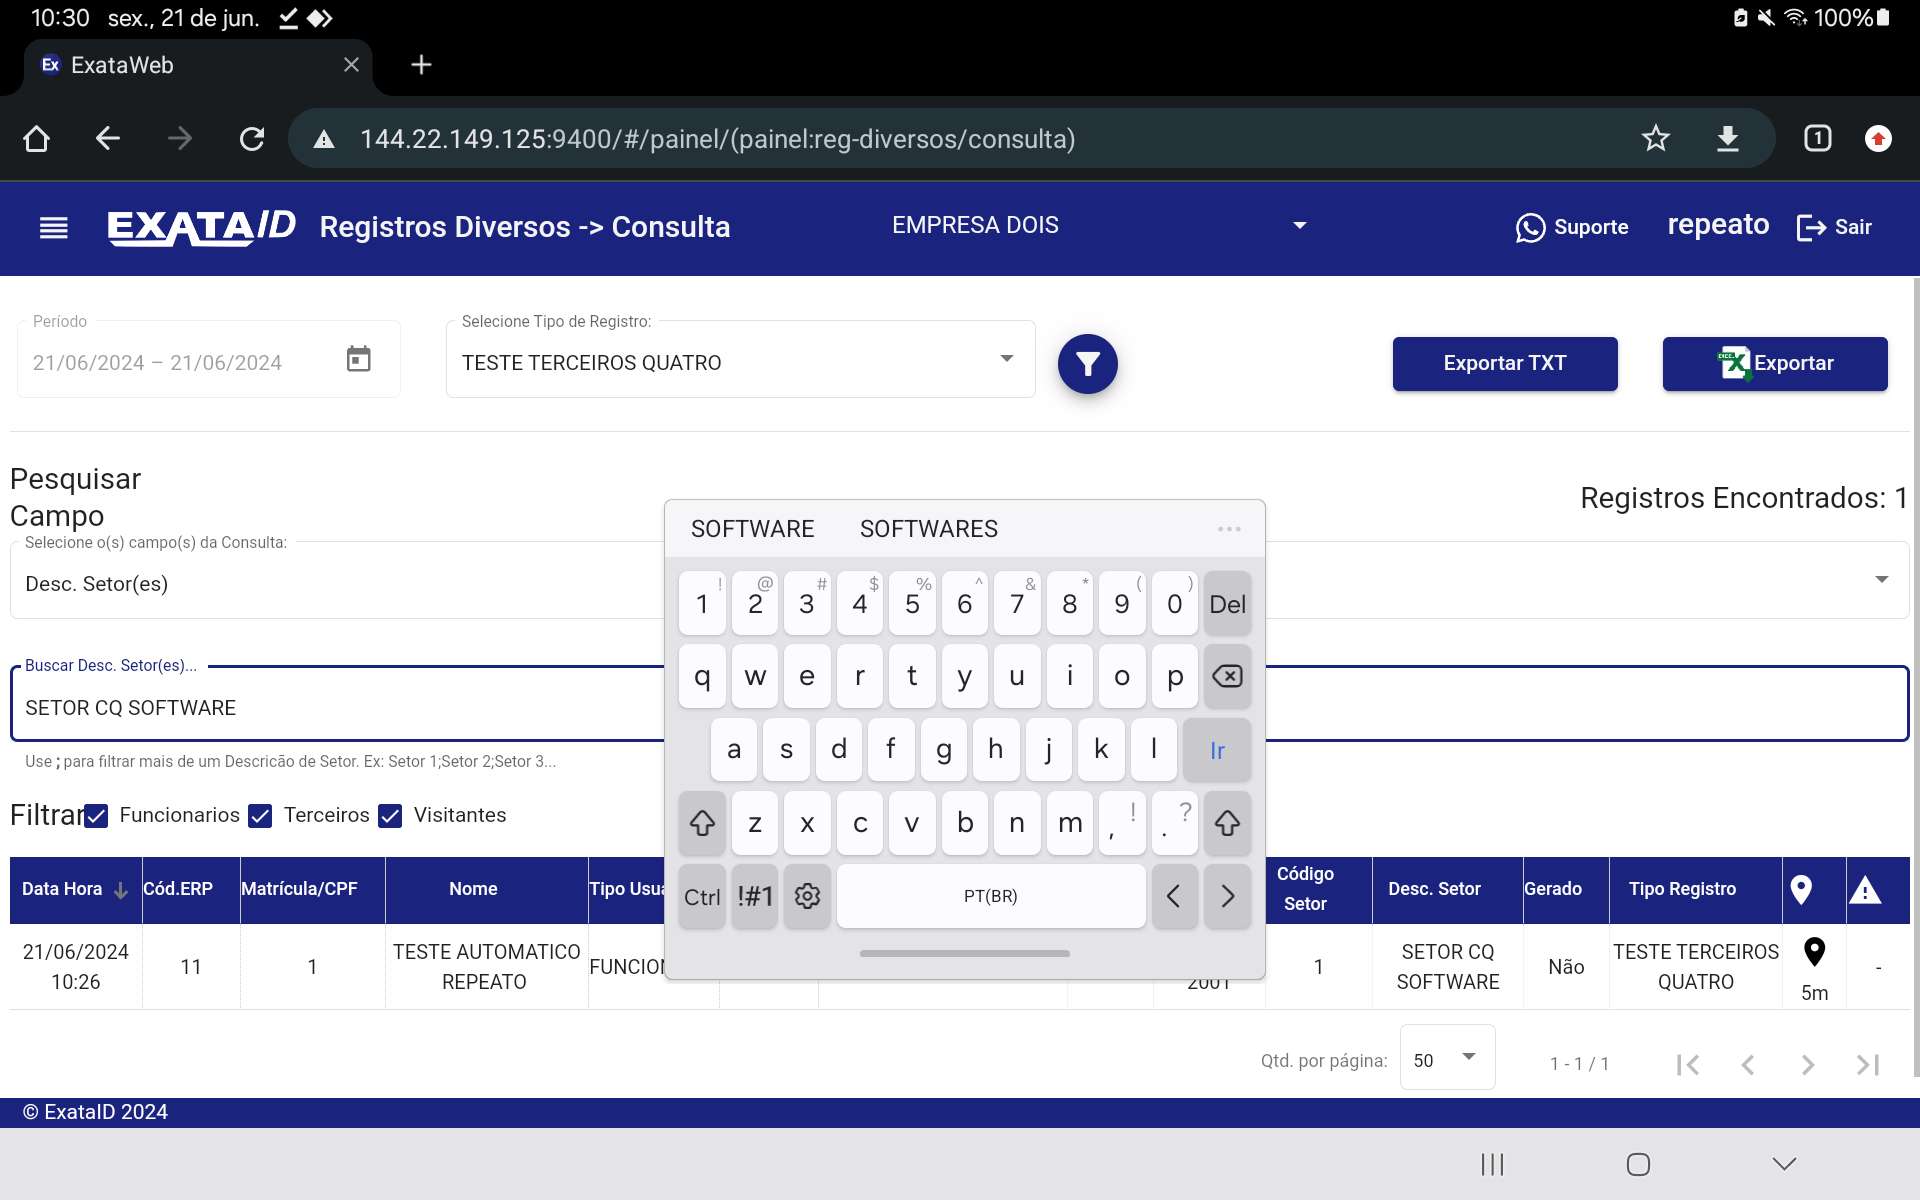 10:30 sex., 21 de jun. 100%
Ex ExataWeb
144.22.149.125:9400/#/painel/(painel:reg-diversos/consulta) 1
EXATA/D Registros Diversos -> Consulta EMPRESA DOIS Suporte repeato Sair
Período
21/06/2024 – 21/06/2024
Selecione Tipo de Registro:
TESTE TERCEIROS QUATRO
Exportar TXT
Exportar
Pesquisar
Campo
Registros Encontrados: 1
Selecione o(s) campo(s) da Consulta:
Desc. Setor(es)
Buscar Desc. Setor(es)...
SETOR CQ SOFTWARE
Use ; para filtrar mais de um Descricão de Setor. Ex: Setor 1;Setor 2;Setor 3...
Filtrar Funcionarios Terceiros Visitantes
SOFTWARE SOFTWARES ...
! @ # $ % ^ & * ( )
1 2 3 4 5 6 7 8 9 0 Del
q w e r t y u i o p
a s d f g h j k l Ir
z x c v b n m , ! . ?
Ctrl !#1 PT(BR) < >
Data Hora Cód.ERP Matrícula/CPF Nome Tipo Usua Código Setor Desc. Setor Gerado Tipo Registro
21/06/2024 10:26 11 1 TESTE AUTOMATICO REPEATO FUNCION 2001 1 SETOR CQ SOFTWARE Não TESTE TERCEIROS QUATRO 5m -
Qtd. por página: 50 1 - 1 / 1
© ExataID 2024